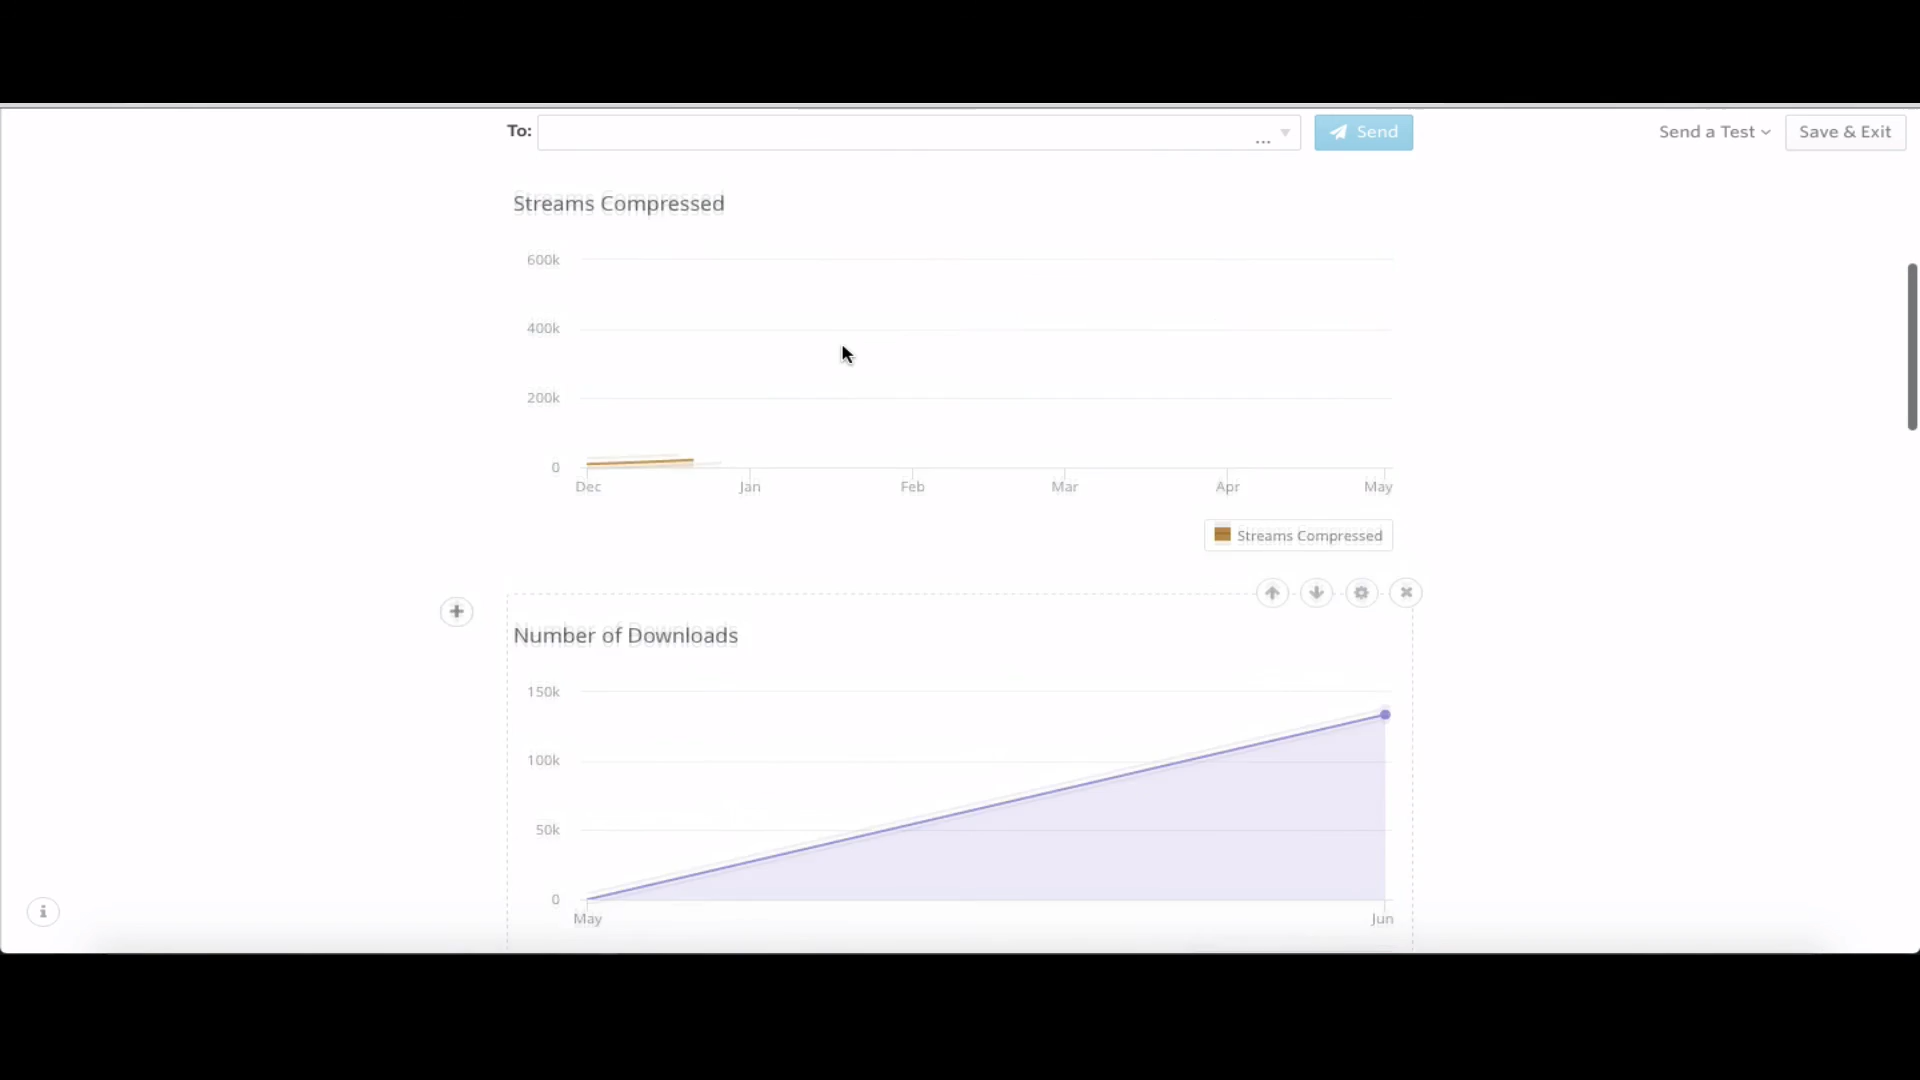 To: ... Send Send a Test Save & Exit
Streams Compressed
600k
400k
200k
0
Dec Jan Feb Mar Apr May
Streams Compressed
Number of Downloads
150k
100k
50k
0
May Jun